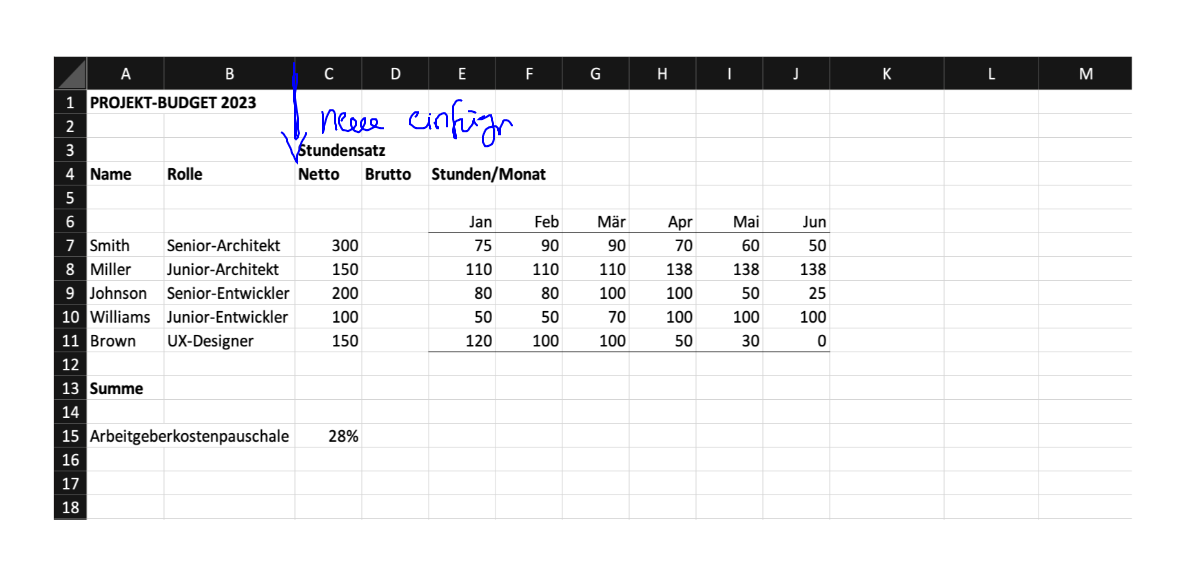 A B C D E F G H I J K L M
1 PROJEKT-BUDGET 2023
2 neue einfügn
3 Stundensatz
4 Name Rolle Netto Brutto Stunden/Monat
5
6 Jan Feb Mär Apr Mai Jun
7 Smith Senior-Architekt 300 75 90 90 70 60 50
8 Miller Junior-Architekt 150 110 110 110 138 138 138
9 Johnson Senior-Entwickler 200 80 80 100 100 50 25
10 Williams Junior-Entwickler 100 50 50 70 100 100 100
11 Brown UX-Designer 150 120 100 100 50 30 0
12
13 Summe
14
15 Arbeitgeberkostenpauschale 28%
16
17
18